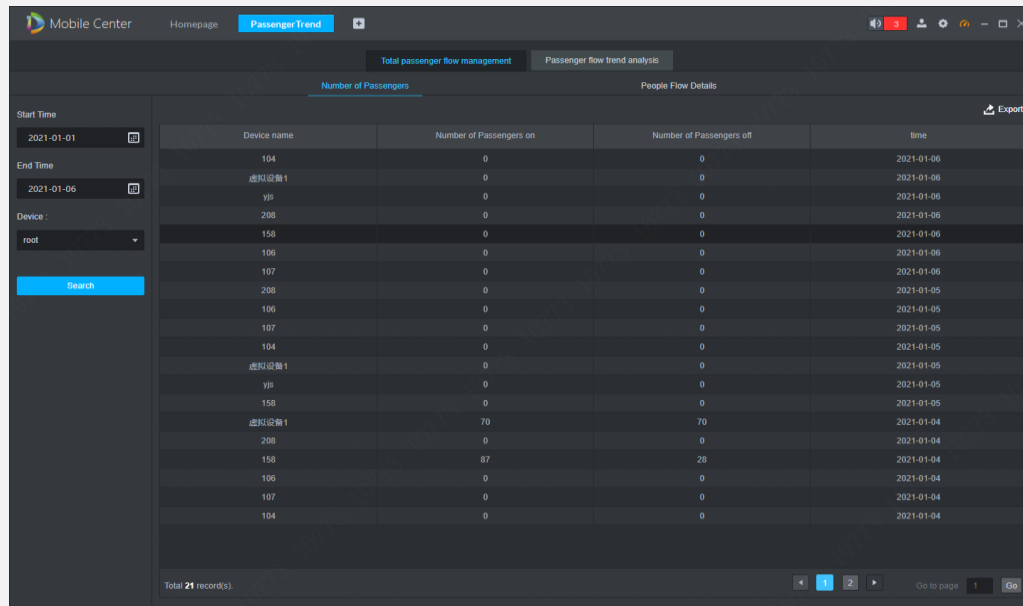 Mobile Center Homepage PassengerTrend 3
Total passenger flow management Passenger flow trend analysis
Number of Passengers People Flow Details
Export
Start Time
2021-01-01
End Time
2021-01-06
Device :
root
Search
Device name Number of Passengers on Number of Passengers off time
104 0 0 2021-01-06
虚拟设备1 0 0 2021-01-06
yjs 0 0 2021-01-06
208 0 0 2021-01-06
158 0 0 2021-01-06
106 0 0 2021-01-06
107 0 0 2021-01-06
208 0 0 2021-01-05
106 0 0 2021-01-05
107 0 0 2021-01-05
104 0 0 2021-01-05
虚拟设备1 0 0 2021-01-05
yjs 0 0 2021-01-05
158 0 0 2021-01-05
虚拟设备1 70 70 2021-01-04
208 0 0 2021-01-04
158 87 28 2021-01-04
106 0 0 2021-01-04
107 0 0 2021-01-04
104 0 0 2021-01-04
Total 21 record(s). 1 2 Go to page 1 Go